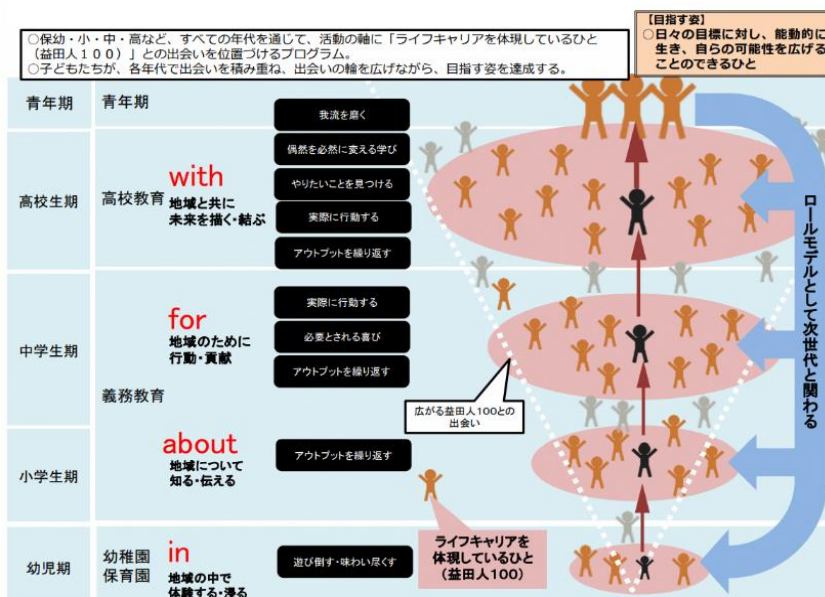 ○保幼・小・中・高など、すべての年代を通じて、活動の軸に「ライフキャリアを体現しているひと
（益田人１００）」との出会いを位置づけるプログラム。
○子どもたちが、各年代で出会いを積み重ね、出会いの輪を広げながら、目指す姿を達成する。
【目指す姿】
○日々の目標に対し、能動的に
生き、自らの可能性を広げる
ことのできるひと
青年期
青年期
我流を磨く
高校生期
高校教育
with
地域と共に
未来を描く・結ぶ
偶然を必然に変える学び
やりたいことを見つける
実際に行動する
アウトプットを繰り返す
中学生期
義務教育
for
地域のために
行動・貢献
実際に行動する
必要とされる喜び
アウトプットを繰り返す
広がる益田人100との
出会い
小学生期
about
地域について
知る・伝える
アウトプットを繰り返す
ライフキャリアを
体現しているひと
（益田人100）
幼児期
幼稚園
保育園
in
地域の中で
体験する・浸る
遊び倒す・味わい尽くす
ロールモデルとして次世代と関わる